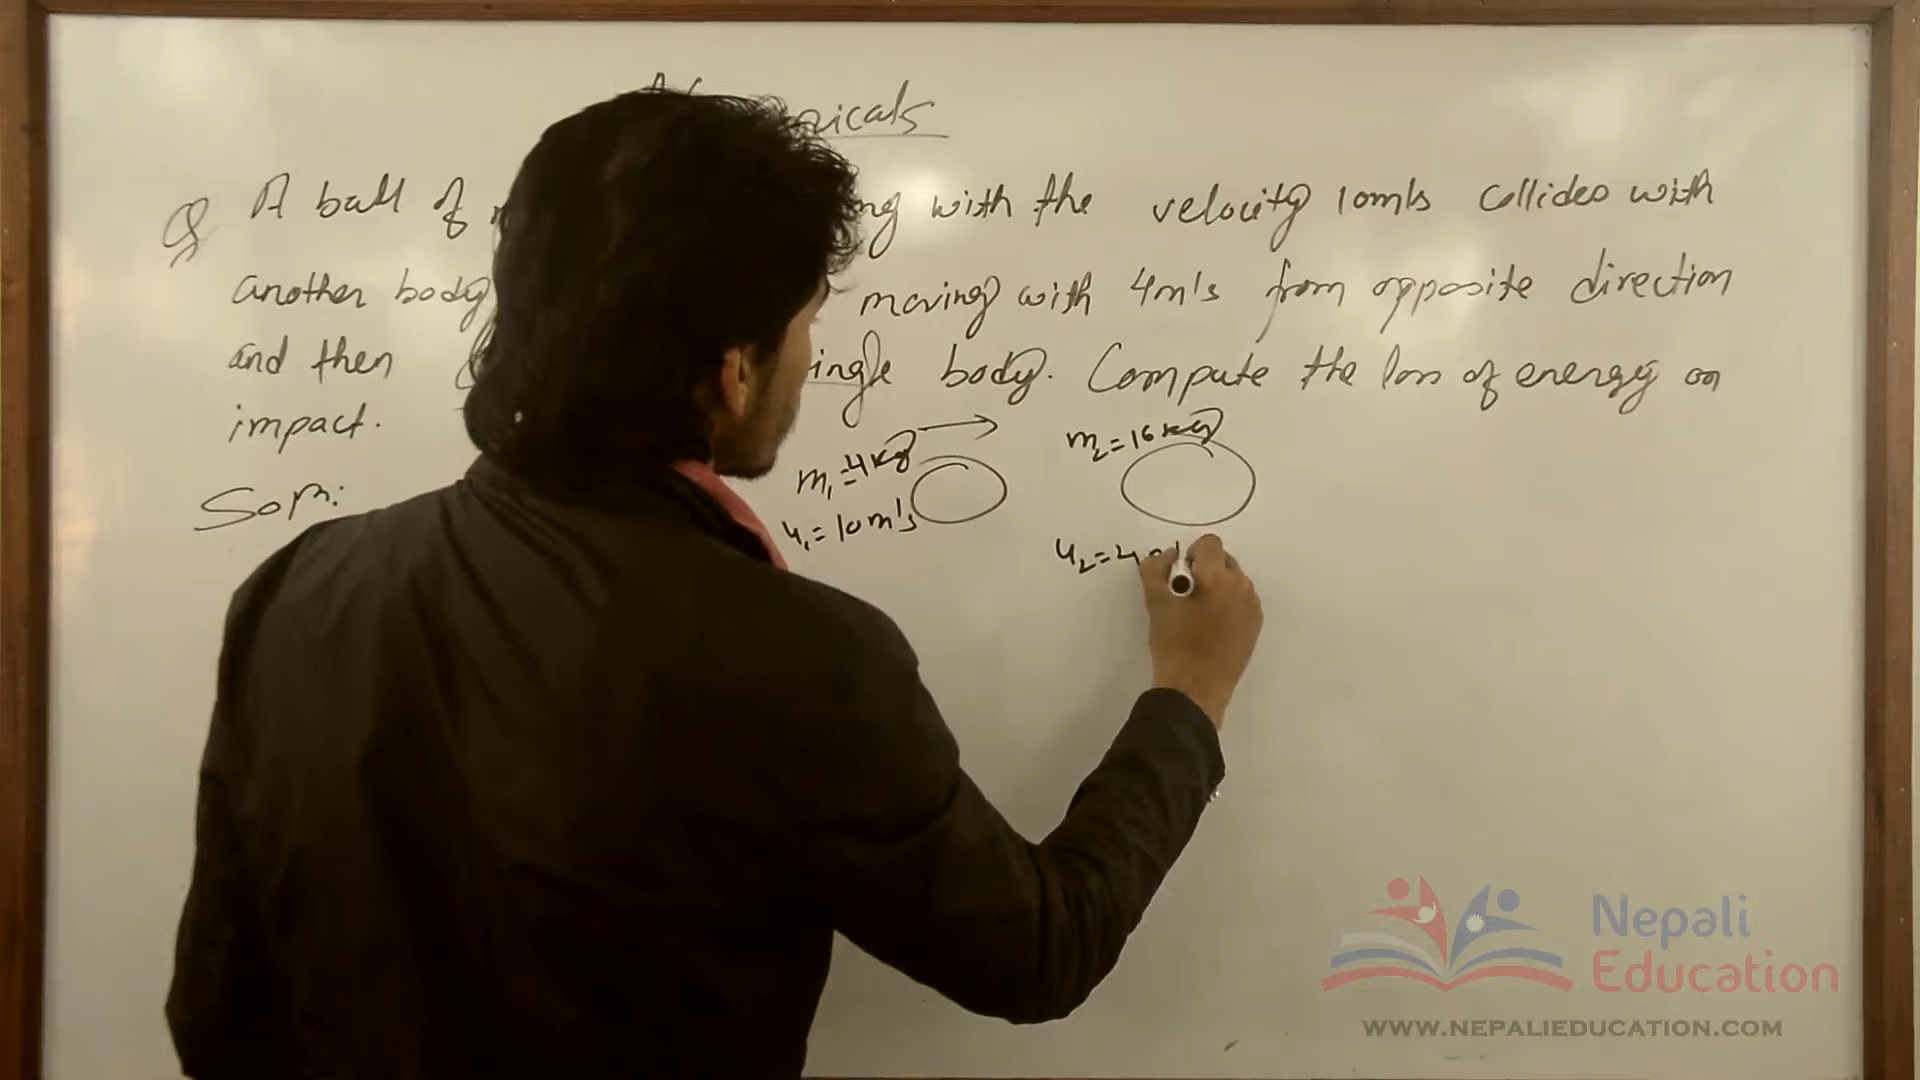 Q A ball of with the velocity 10m/s collides with
another body moving with 4m/s from opposite direction
and then body. Compute the loss of energy on
impact.
Soln:
m₁=4kg
u₁=10m/s
m₂=16kg
u₂=4
Nepali
Education
WWW.NEPALIEDUCATION.COM